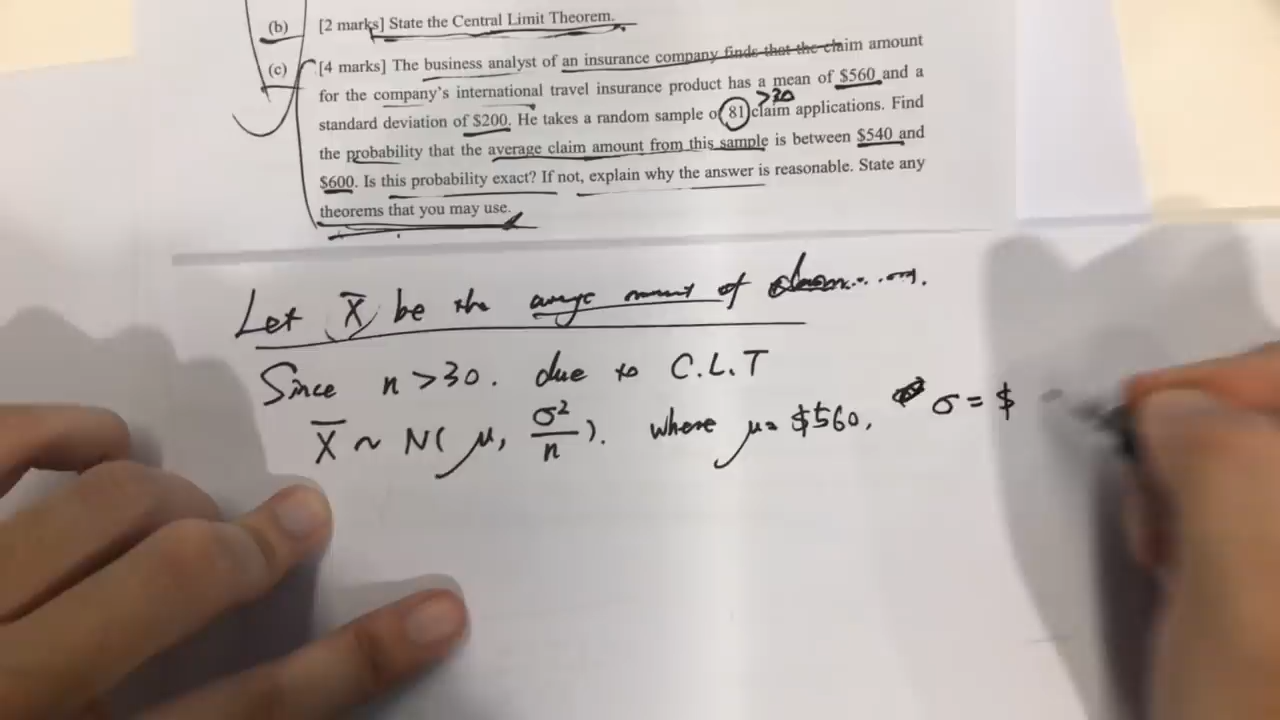 (b) [2 marks] State the Central Limit Theorem.
(c) [4 marks] The business analyst of an insurance company finds that the claim amount
for the company's international travel insurance product has a mean of $560 and a
>30
standard deviation of $200. He takes a random sample of 81 claim applications. Find
the probability that the average claim amount from this sample is between $540 and
$600. Is this probability exact? If not, explain why the answer is reasonable. State any
theorems that you may use.
Let X̄ be the amount of
Since n >30. due to C.L.T
X̄ ~ N( μ, σ²/n ). where μ= $560, σ = $